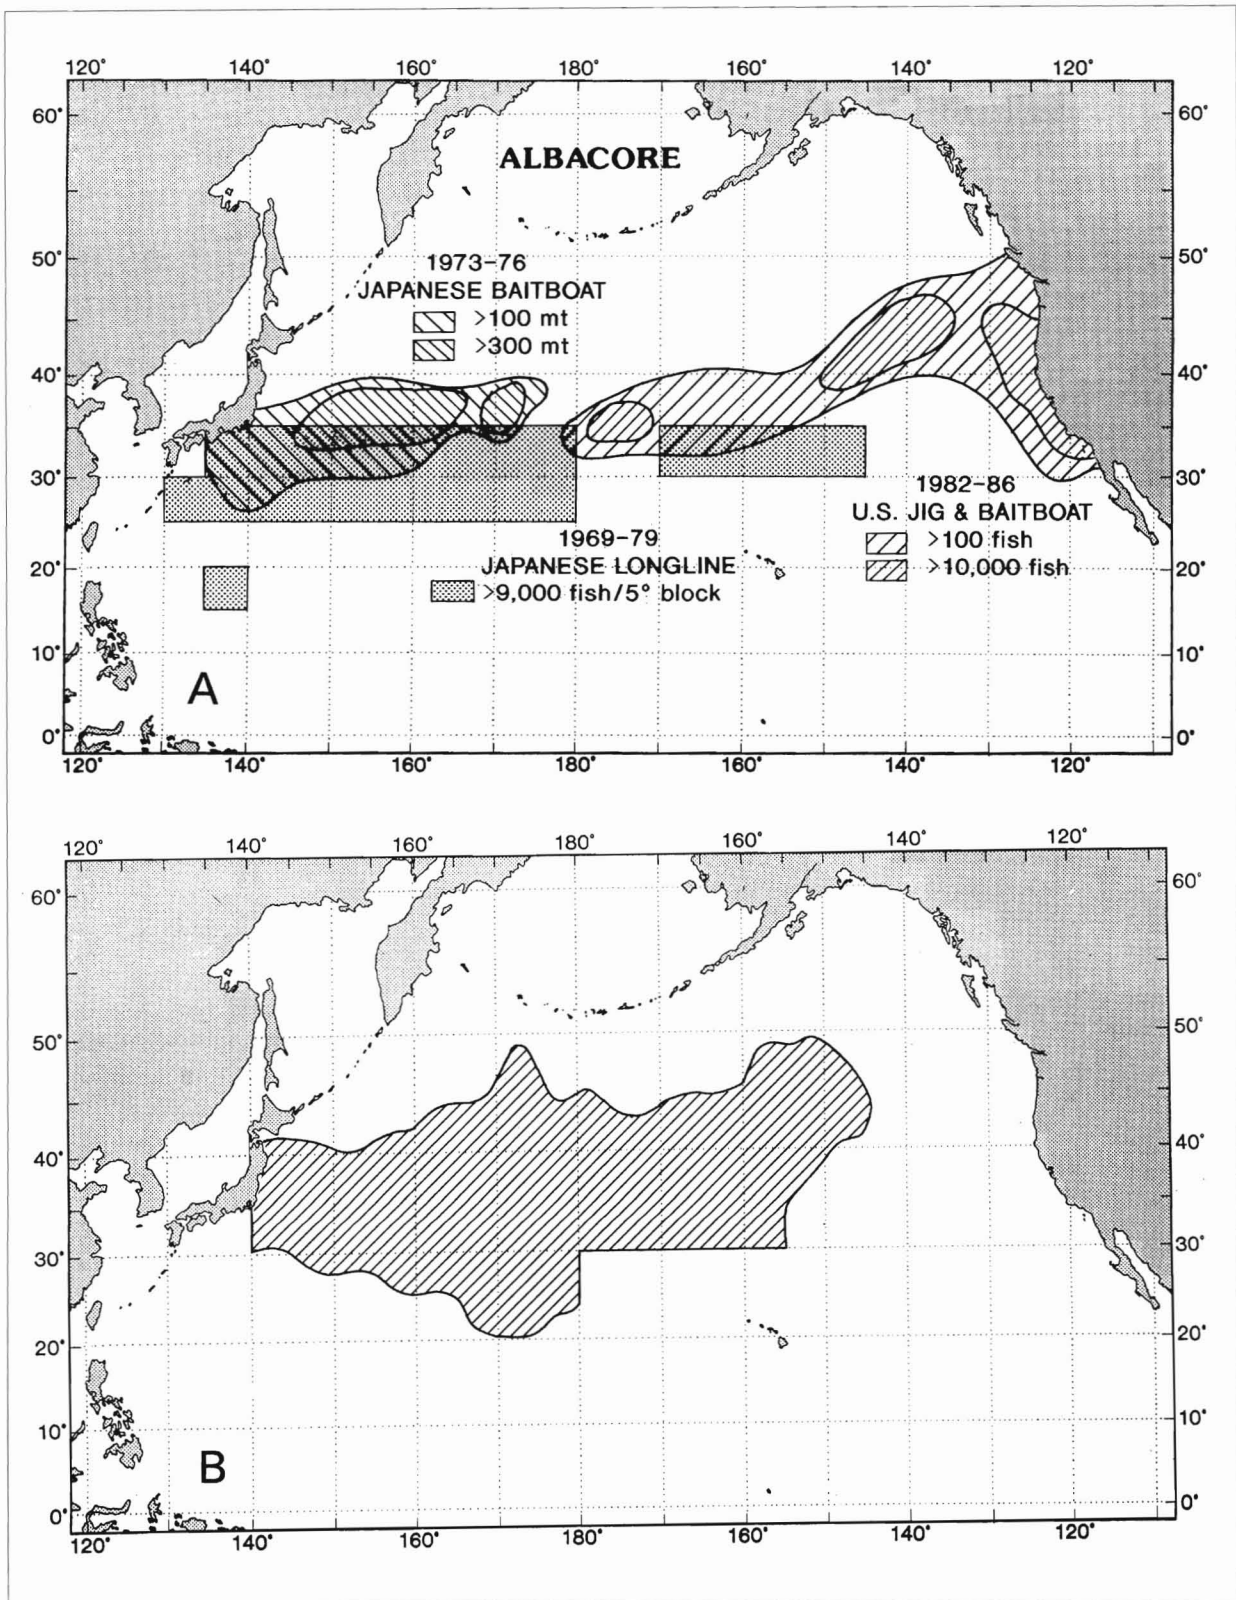 120° 140° 160° 180° 160° 140° 120°
60° 60°
ALBACORE
50° 50°
1973-76
JAPANESE BAITBOAT
>100 mt
>300 mt
40° 40°
30° 30°
1982-86
U.S. JIG & BAITBOAT
>100 fish
>10,000 fish
1969-79
JAPANESE LONGLINE
>9,000 fish/5° block
20° 20°
10° 10°
A
0° 0°
120° 140° 160° 180° 160° 140° 120°
120° 140° 160° 180° 160° 140° 120°
60° 60°
50° 50°
40° 40°
30° 30°
20° 20°
10° 10°
B
0° 0°
120° 140° 160° 180° 160° 140° 120°